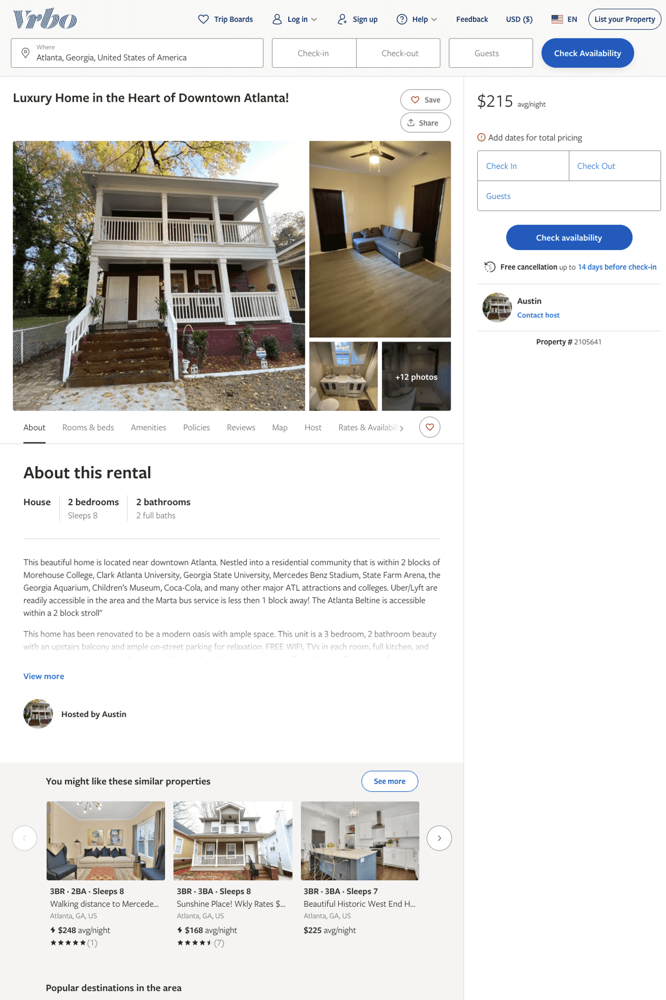 Vrbo
Trip Boards
Log in
Sign up
Help
Feedback
USD ($)
EN
List your Property
Where
Atlanta, Georgia, United States of America
Check-in
Check-out
Guests
Check Availability
Luxury Home in the Heart of Downtown Atlanta!
Save
Share
$215 avg/night
Add dates for total pricing
Check In
Check Out
Guests
Check availability
Free cancellation up to 14 days before check-in
Austin
Contact host
Property # 2105641
+12 photos
About
Rooms & beds
Amenities
Policies
Reviews
Map
Host
Rates & Availabili
About this rental
House
2 bedrooms
Sleeps 8
2 bathrooms
2 full baths
This beautiful home is located near downtown Atlanta. Nestled into a residential community that is within 2 blocks of
Morehouse College, Clark Atlanta University, Georgia State University, Mercedes Benz Stadium, State Farm Arena, the
Georgia Aquarium, Children's Museum, Coca-Cola, and many other major ATL attractions and colleges. Uber/Lyft are
readily accessible in the area and the Marta bus service is less then 1 block away! The Atlanta Beltine is accessible
within a 2 block stroll"
This home has been renovated to be a modern oasis with ample space. This unit is a 3 bedroom, 2 bathroom beauty
with an upstairs balcony and ample on-street parking for relaxation. FREE WIFI, TVs in each room, full kitchen, and
View more
Hosted by Austin
You might like these similar properties
See more
3BR · 2BA · Sleeps 8
Walking distance to Mercede...
Atlanta, GA, US
$248 avg/night
(1)
3BR · 3BA · Sleeps 8
Sunshine Place! Wkly Rates $...
Atlanta, GA, US
$168 avg/night
(7)
3BR · 3BA · Sleeps 7
Beautiful Historic West End H...
Atlanta, GA, US
$225 avg/night
Popular destinations in the area